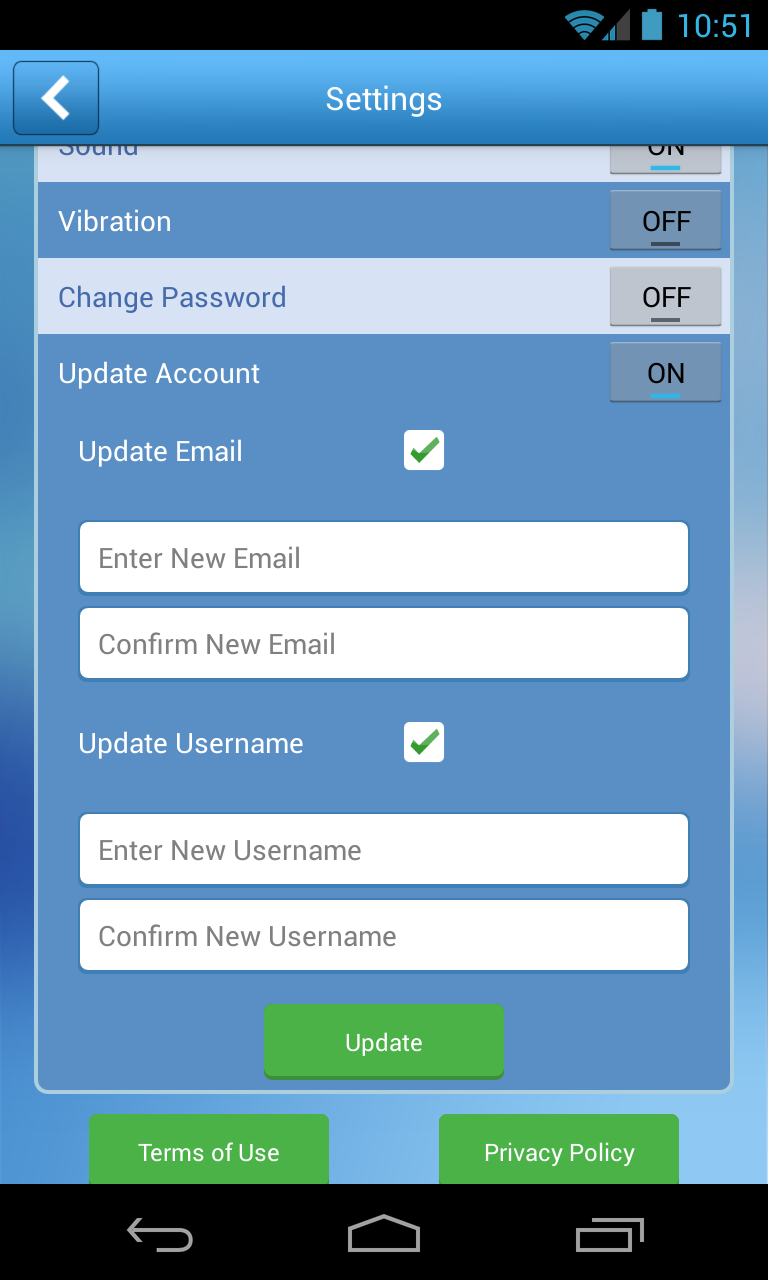 10:51
Settings
Sound ON
Vibration OFF
Change Password OFF
Update Account ON
Update Email
Enter New Email
Confirm New Email
Update Username
Enter New Username
Confirm New Username
Update
Terms of Use Privacy Policy